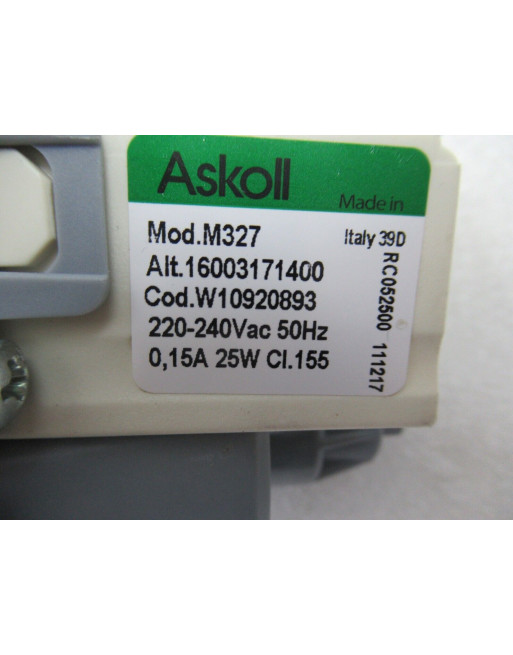 Askoll
Made in
Italy 39D
Mod.M327
Alt.16003171400
Cod.W10920893
220-240Vac 50Hz
0,15A 25W Cl.155
RC052500 111217